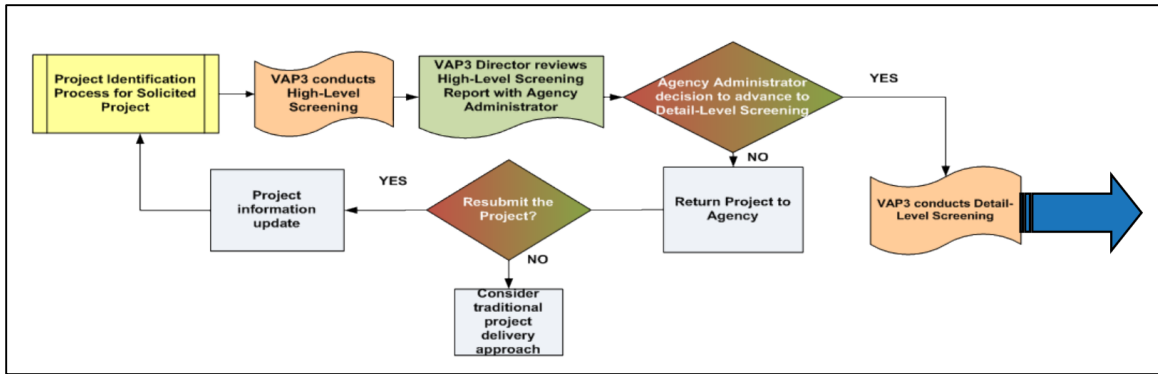 Project Identification
Process for Solicited
Project
VAP3 conducts
High-Level
Screening
VAP3 Director reviews
High-Level Screening
Report with Agency
Administrator
Agency Administrator
decision to advance to
Detail-Level Screening
YES
NO
VAP3 conducts Detail-
Level Screening
Return Project to
Agency
Resubmit the
Project?
YES
Project
information
update
NO
Consider
traditional
project
delivery
approach